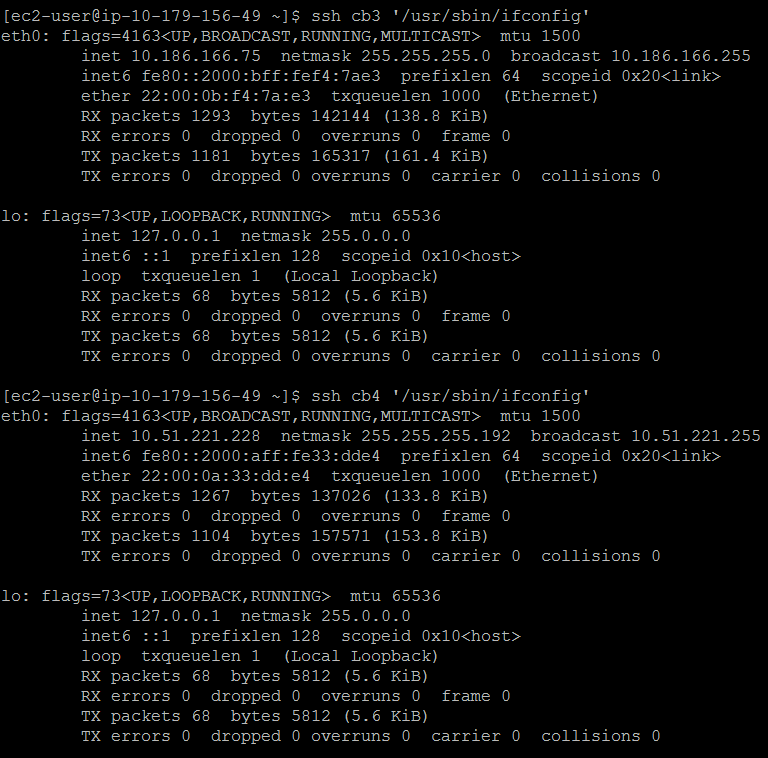 [ec2-user@ip-10-179-156-49 ~]$ ssh cb3 '/usr/sbin/ifconfig'
eth0: flags=4163<UP,BROADCAST,RUNNING,MULTICAST>  mtu 1500
        inet 10.186.166.75  netmask 255.255.255.0  broadcast 10.186.166.255
        inet6 fe80::2000:bff:fef4:7ae3  prefixlen 64  scopeid 0x20<link>
        ether 22:00:0b:f4:7a:e3  txqueuelen 1000  (Ethernet)
        RX packets 1293  bytes 142144 (138.8 KiB)
        RX errors 0  dropped 0  overruns 0  frame 0
        TX packets 1181  bytes 165317 (161.4 KiB)
        TX errors 0  dropped 0 overruns 0  carrier 0  collisions 0

lo: flags=73<UP,LOOPBACK,RUNNING>  mtu 65536
        inet 127.0.0.1  netmask 255.0.0.0
        inet6 ::1  prefixlen 128  scopeid 0x10<host>
        loop  txqueuelen 1  (Local Loopback)
        RX packets 68  bytes 5812 (5.6 KiB)
        RX errors 0  dropped 0  overruns 0  frame 0
        TX packets 68  bytes 5812 (5.6 KiB)
        TX errors 0  dropped 0 overruns 0  carrier 0  collisions 0

[ec2-user@ip-10-179-156-49 ~]$ ssh cb4 '/usr/sbin/ifconfig'
eth0: flags=4163<UP,BROADCAST,RUNNING,MULTICAST>  mtu 1500
        inet 10.51.221.228  netmask 255.255.255.192  broadcast 10.51.221.255
        inet6 fe80::2000:aff:fe33:dde4  prefixlen 64  scopeid 0x20<link>
        ether 22:00:0a:33:dd:e4  txqueuelen 1000  (Ethernet)
        RX packets 1267  bytes 137026 (133.8 KiB)
        RX errors 0  dropped 0  overruns 0  frame 0
        TX packets 1104  bytes 157571 (153.8 KiB)
        TX errors 0  dropped 0 overruns 0  carrier 0  collisions 0

lo: flags=73<UP,LOOPBACK,RUNNING>  mtu 65536
        inet 127.0.0.1  netmask 255.0.0.0
        inet6 ::1  prefixlen 128  scopeid 0x10<host>
        loop  txqueuelen 1  (Local Loopback)
        RX packets 68  bytes 5812 (5.6 KiB)
        RX errors 0  dropped 0  overruns 0  frame 0
        TX packets 68  bytes 5812 (5.6 KiB)
        TX errors 0  dropped 0 overruns 0  carrier 0  collisions 0